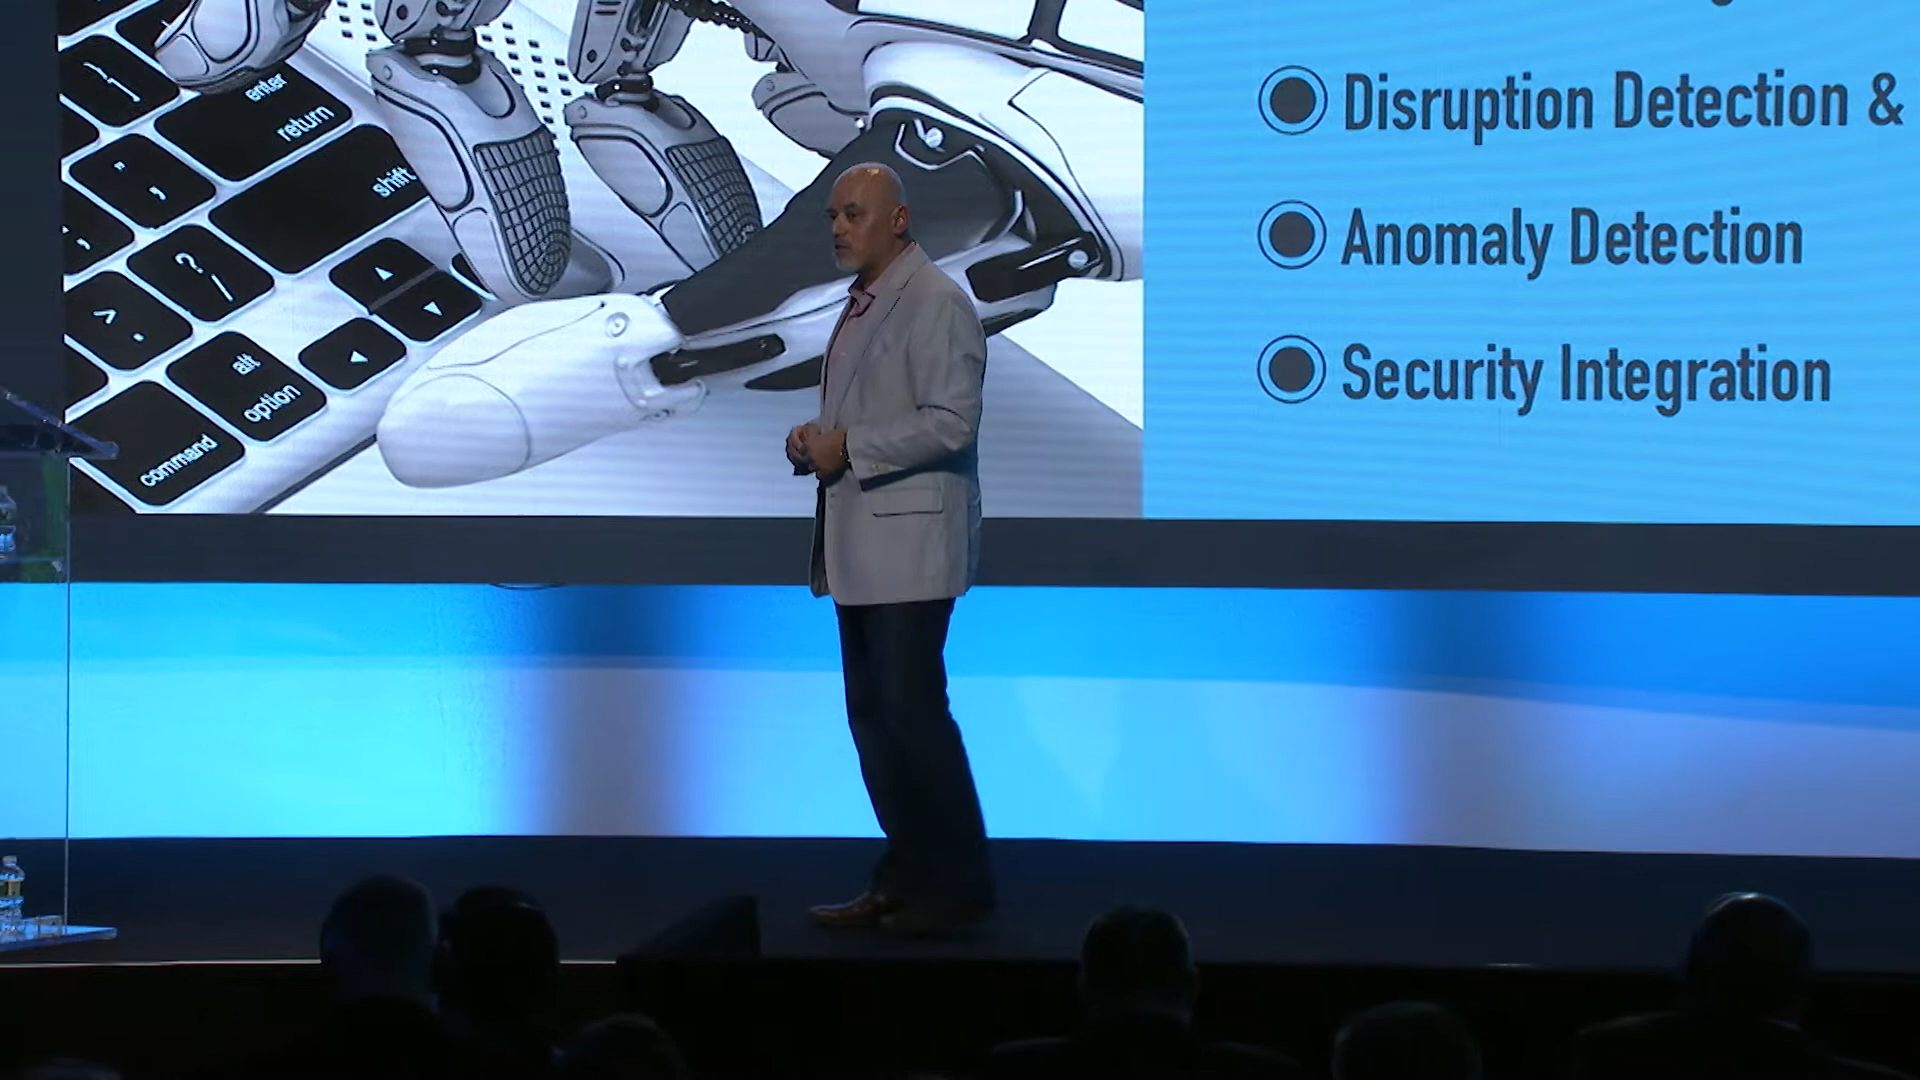 Disruption Detection &
Anomaly Detection
Security Integration
enter
return
shift
alt
option
command